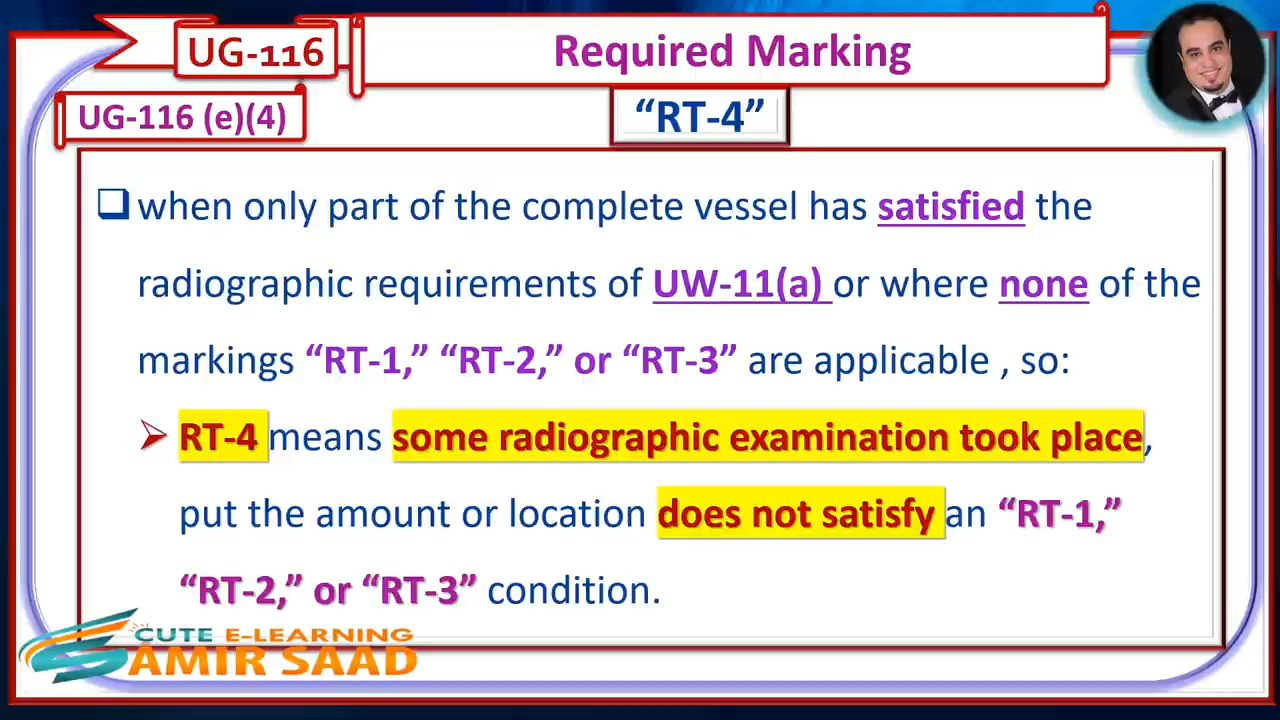 UG-116
Required Marking
UG-116 (e)(4)
“RT-4”
when only part of the complete vessel has satisfied the
radiographic requirements of UW-11(a) or where none of the
markings “RT-1,” “RT-2,” or “RT-3” are applicable , so:
RT-4 means some radiographic examination took place,
put the amount or location does not satisfy an “RT-1,”
“RT-2,” or “RT-3” condition.
CUTE E-LEARNING
AMIR SAAD